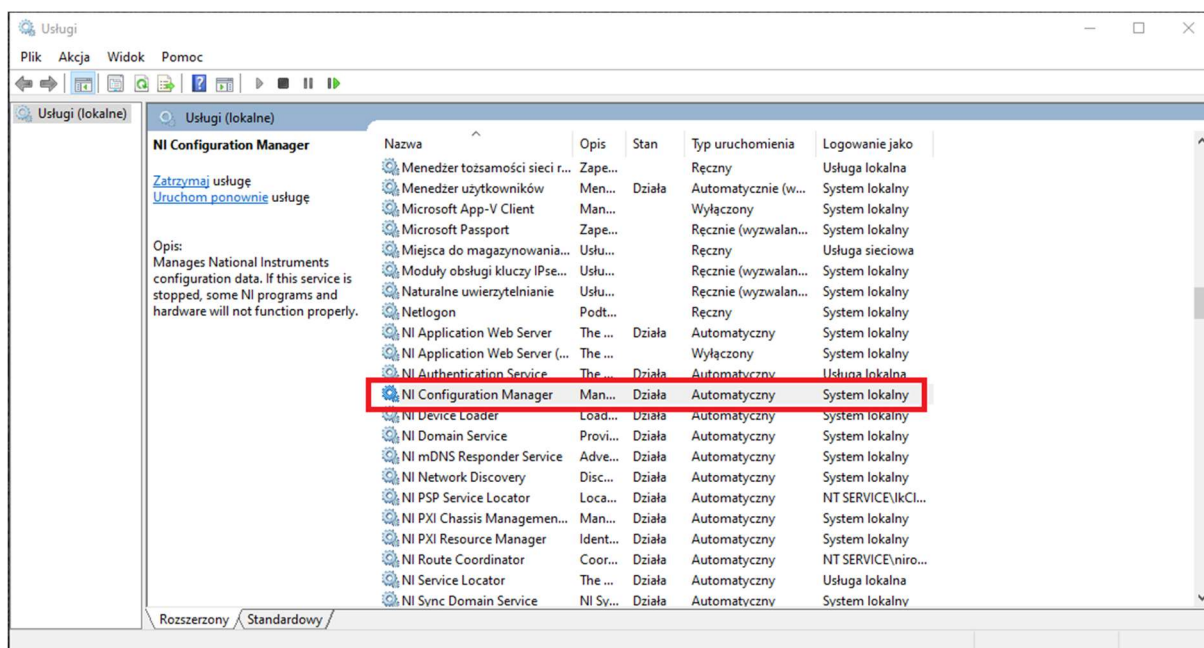 Usługi
Plik Akcja Widok Pomoc
Usługi (lokalne)
Usługi (lokalne)
NI Configuration Manager
Zatrzymaj usługę
Uruchom ponownie usługę
Opis:
Manages National Instruments
configuration data. If this service is
stopped, some NI programs and
hardware will not function properly.
Nazwa Opis Stan Typ uruchomienia Logowanie jako
Menedżer tożsamości sieci r... Zape... Ręczny Usługa lokalna
Menedżer użytkowników Men... Działa Automatycznie (w... System lokalny
Microsoft App-V Client Man... Wyłączony System lokalny
Microsoft Passport Zape... Ręcznie (wyzwalan... System lokalny
Miejsca do magazynowania... Usłu... Ręczny Usługa sieciowa
Moduły obsługi kluczy IPse... Usłu... Ręcznie (wyzwalan... System lokalny
Naturalne uwierzytelnianie Usłu... Ręcznie (wyzwalan... System lokalny
Netlogon Podt... Ręczny System lokalny
NI Application Web Server The ... Działa Automatyczny System lokalny
NI Application Web Server (... The ... Wyłączony System lokalny
NI Authentication Service The ... Działa Automatyczny Usługa lokalna
NI Configuration Manager Man... Działa Automatyczny System lokalny
NI Device Loader Load... Działa Automatyczny System lokalny
NI Domain Service Provi... Działa Automatyczny System lokalny
NI mDNS Responder Service Adve... Działa Automatyczny System lokalny
NI Network Discovery Disc... Działa Automatyczny System lokalny
NI PSP Service Locator Loca... Działa Automatyczny NT SERVICE\lkCl...
NI PXI Chassis Managemen... Man... Działa Automatyczny System lokalny
NI PXI Resource Manager Ident... Działa Automatyczny System lokalny
NI Route Coordinator Coor... Działa Automatyczny NT SERVICE\niro...
NI Service Locator The ... Działa Automatyczny Usługa lokalna
NI Sync Domain Service NI Sy... Działa Automatyczny System lokalny
Rozszerzony Standardowy